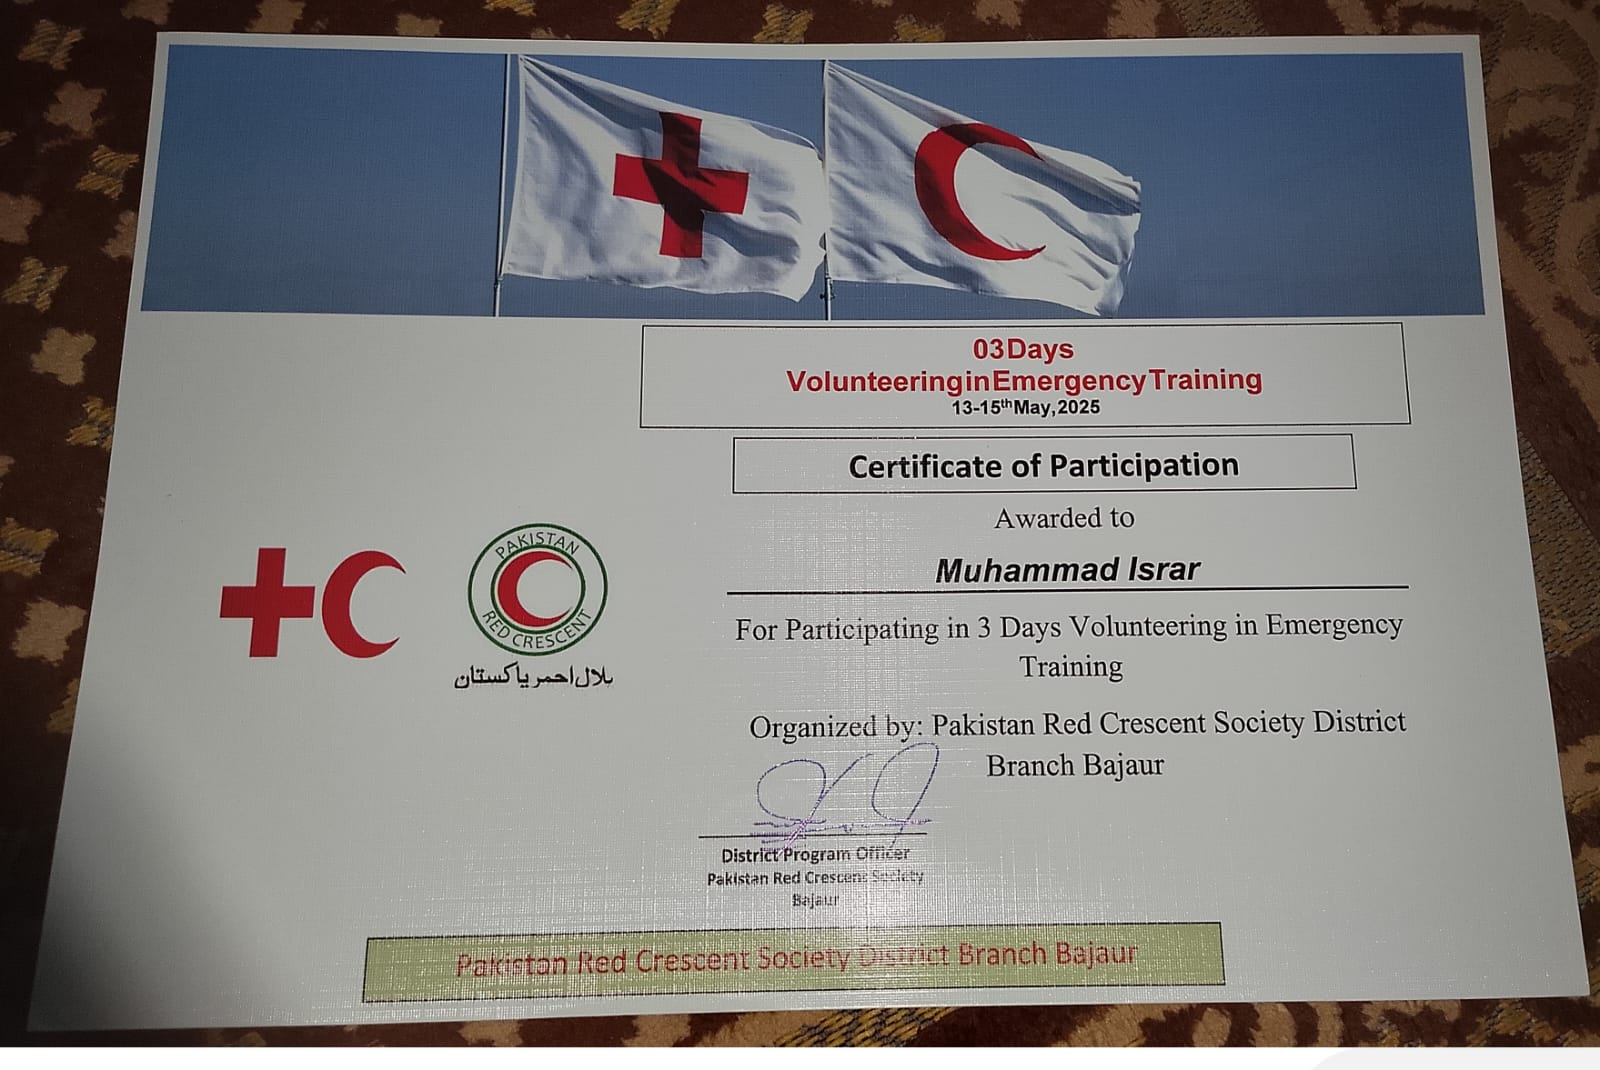 03Days
VolunteeringinEmergencyTraining
13-15thMay,2025
Certificate of Participation
Awarded to
Muhammad Israr
For Participating in 3 Days Volunteering in Emergency
Training
PAKISTAN
RED CRESCENT
ہلال احمر پاکستان
Organized by: Pakistan Red Crescent Society District
Branch Bajaur
District Program Officer
Pakistan Red Crescent Society
Bajaur
Pakistan Red Crescent Society District Branch Bajaur